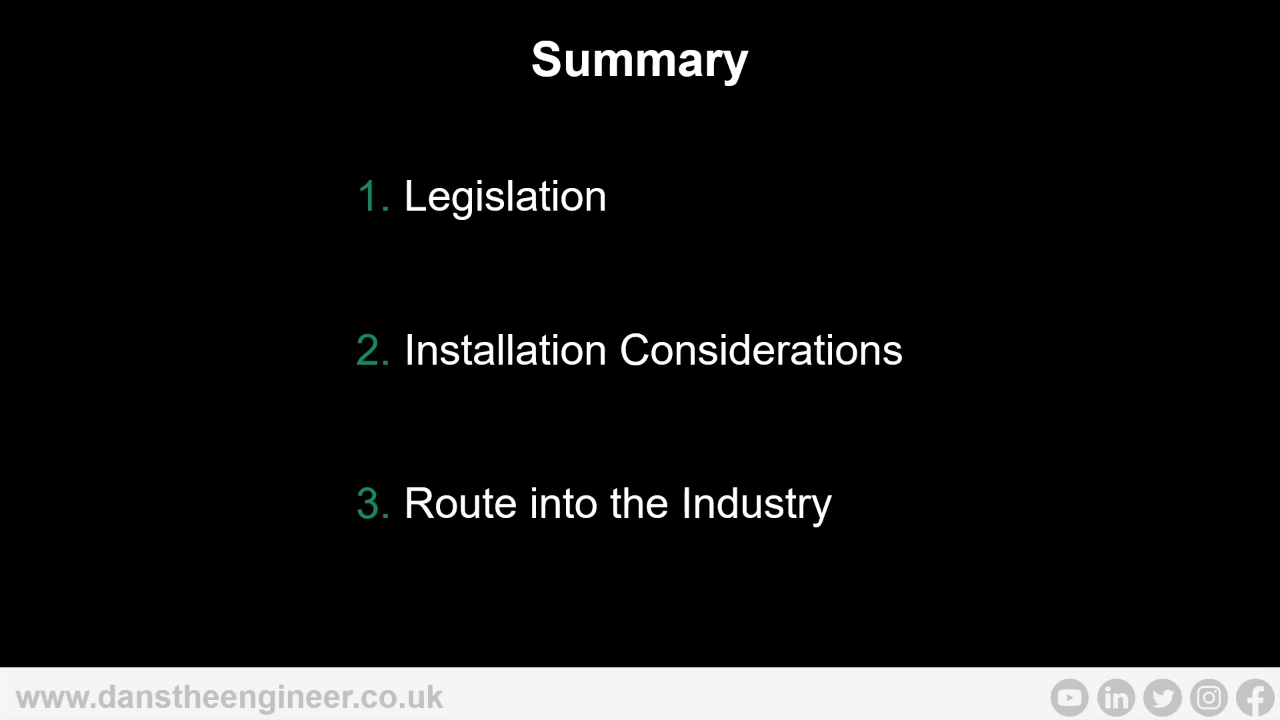 Summary
1. Legislation
2. Installation Considerations
3. Route into the Industry
www.danstheengineer.co.uk